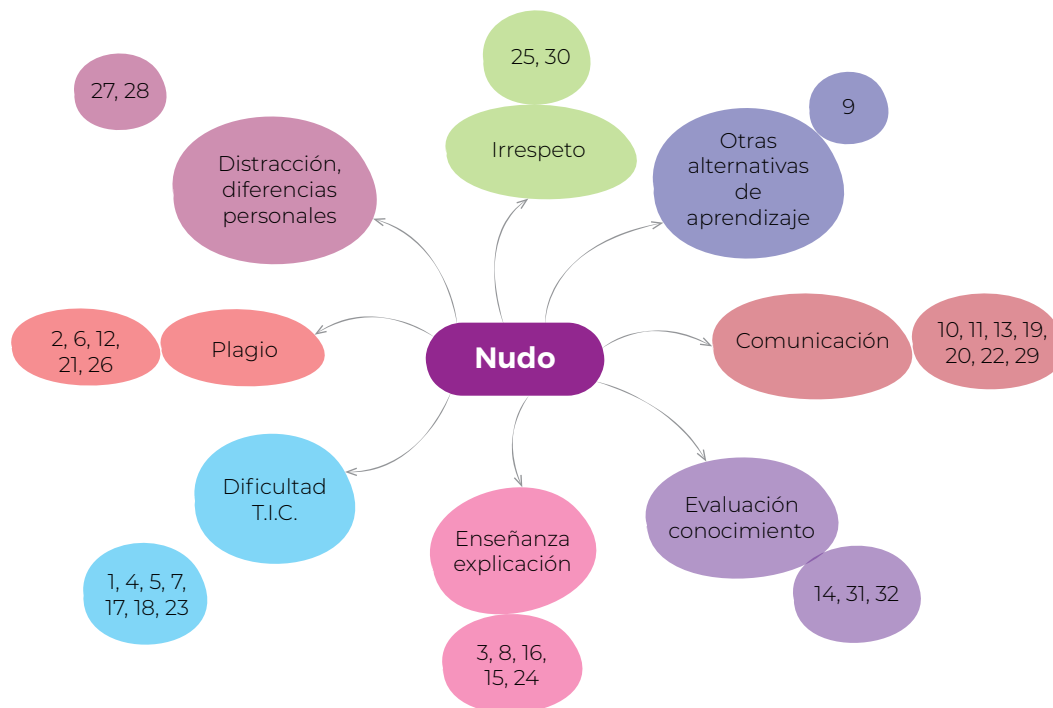 25, 30
27, 28
9
Irrespeto
Otras
alternativas
de
aprendizaje
Distracción,
diferencias
personales
2, 6, 12,
21, 26
Plagio
Nudo
Comunicación
10, 11, 13, 19,
20, 22, 29
Dificultad
T.I.C.
Enseñanza
explicación
Evaluación
conocimiento
1, 4, 5, 7,
17, 18, 23
3, 8, 16,
15, 24
14, 31, 32